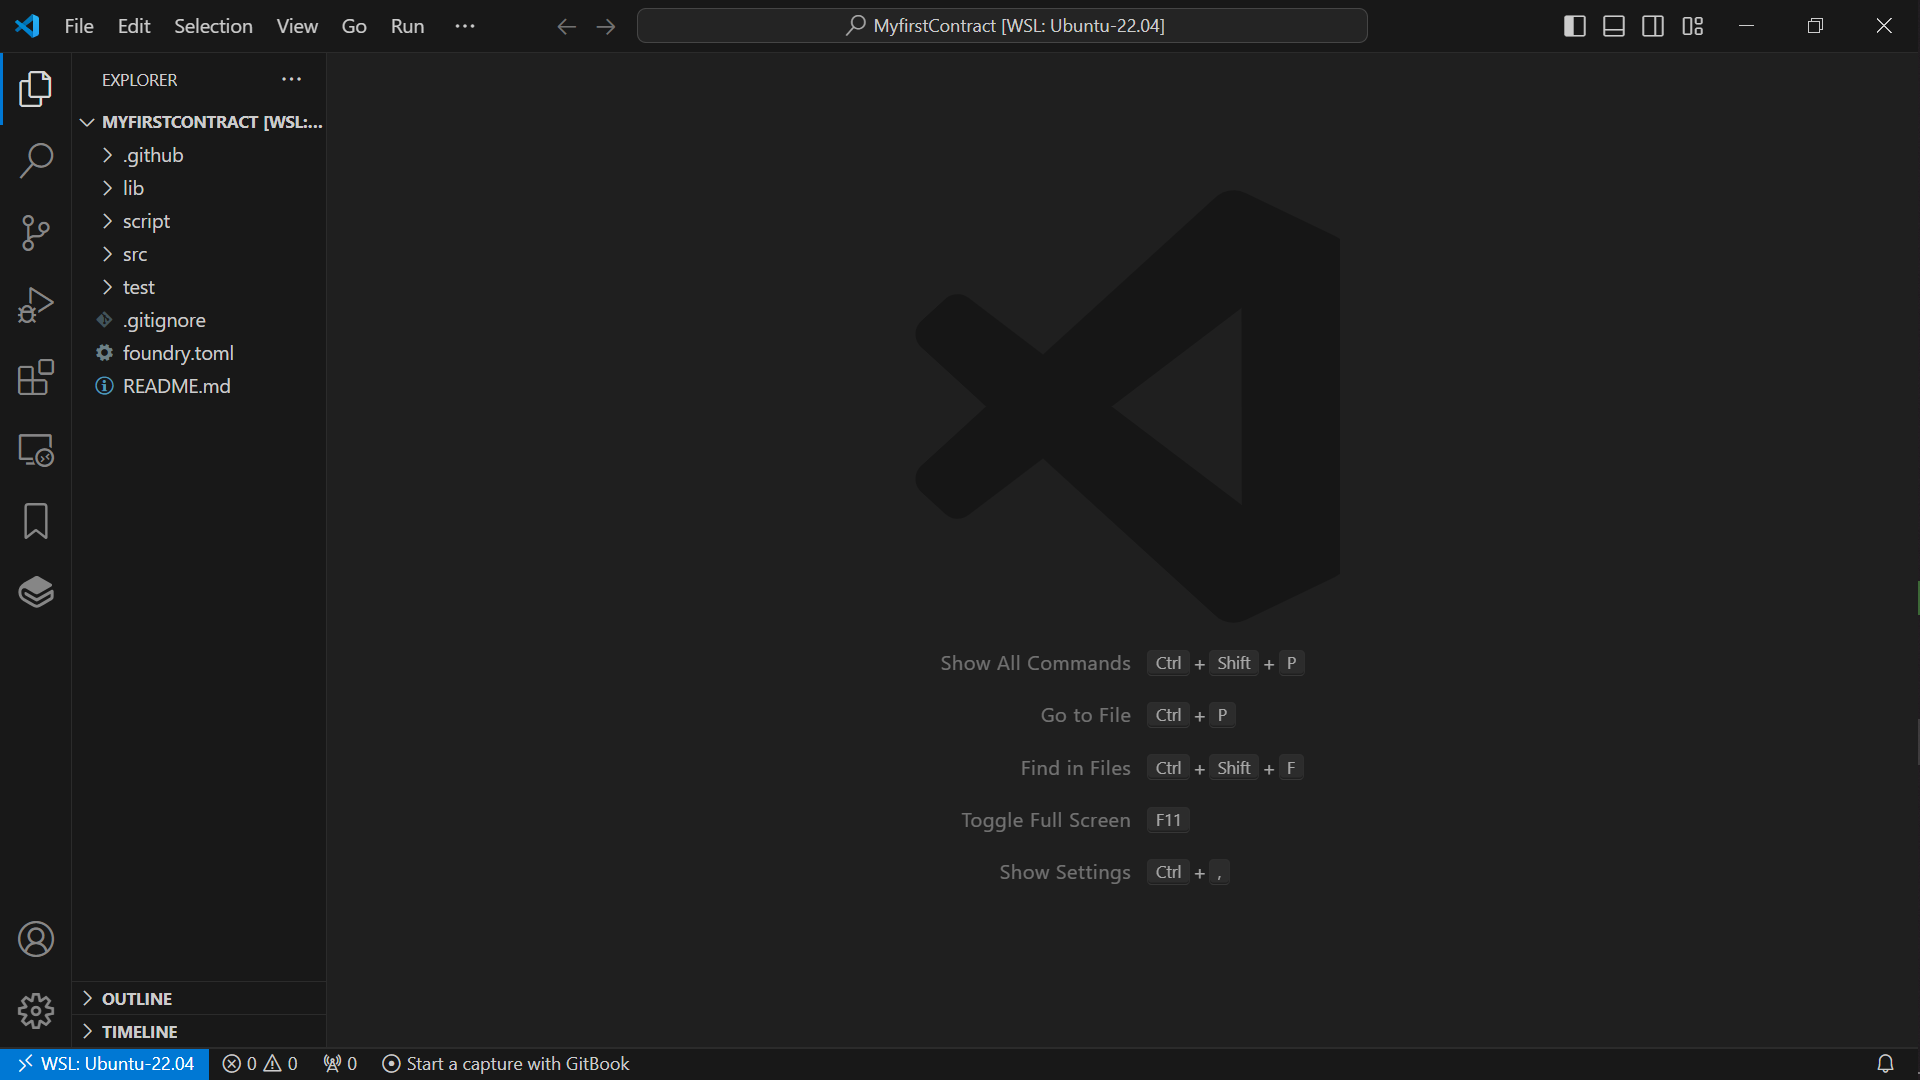 File Edit Selection View Go Run ···
MyfirstContract [WSL: Ubuntu-22.04]
EXPLORER
MYFIRSTCONTRACT [WSL:...
.github
lib
script
src
test
.gitignore
foundry.toml
README.md
Show All Commands Ctrl + Shift + P
Go to File Ctrl + P
Find in Files Ctrl + Shift + F
Toggle Full Screen F11
Show Settings Ctrl + ,
OUTLINE
TIMELINE
WSL: Ubuntu-22.04 0 0 0 Start a capture with GitBook